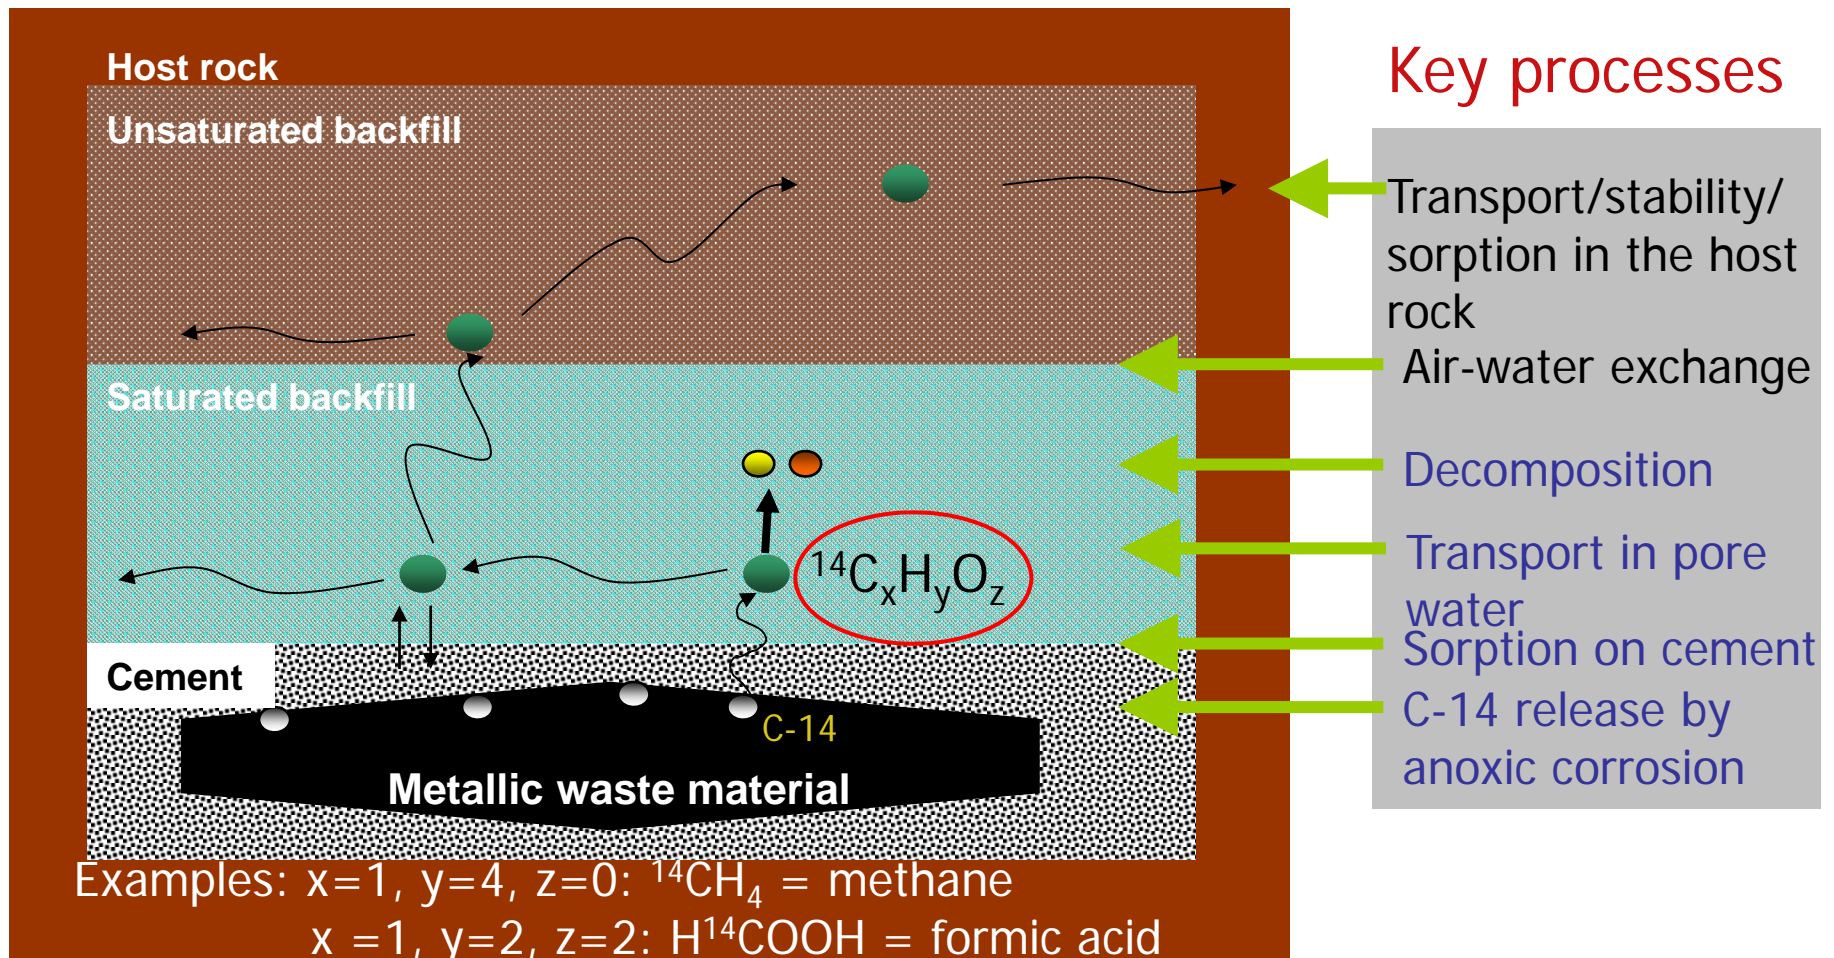 Host rock
Unsaturated backfill
Saturated backfill
¹⁴CₓHᵧO_z
Cement
C-14
Metallic waste material
Examples: x=1, y=4, z=0: ¹⁴CH₄ = methane
x =1, y=2, z=2: H¹⁴COOH = formic acid
Key processes
Transport/stability/
sorption in the host
rock
Air-water exchange
Decomposition
Transport in pore
water
Sorption on cement
C-14 release by
anoxic corrosion